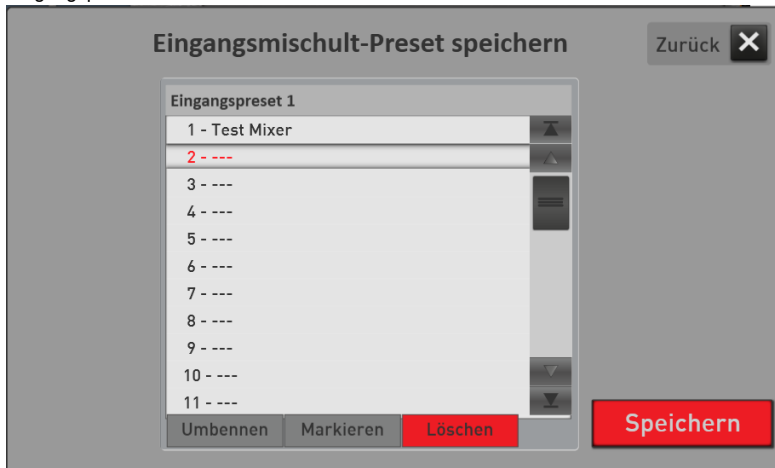 Eingangsmischult-Preset speichern
Zurück
Eingangspreset 1
1 - Test Mixer
2 - ---
3 - ---
4 - ---
5 - ---
6 - ---
7 - ---
8 - ---
9 - ---
10 - ---
11 - ---
Umbennen Markieren Löschen
Speichern